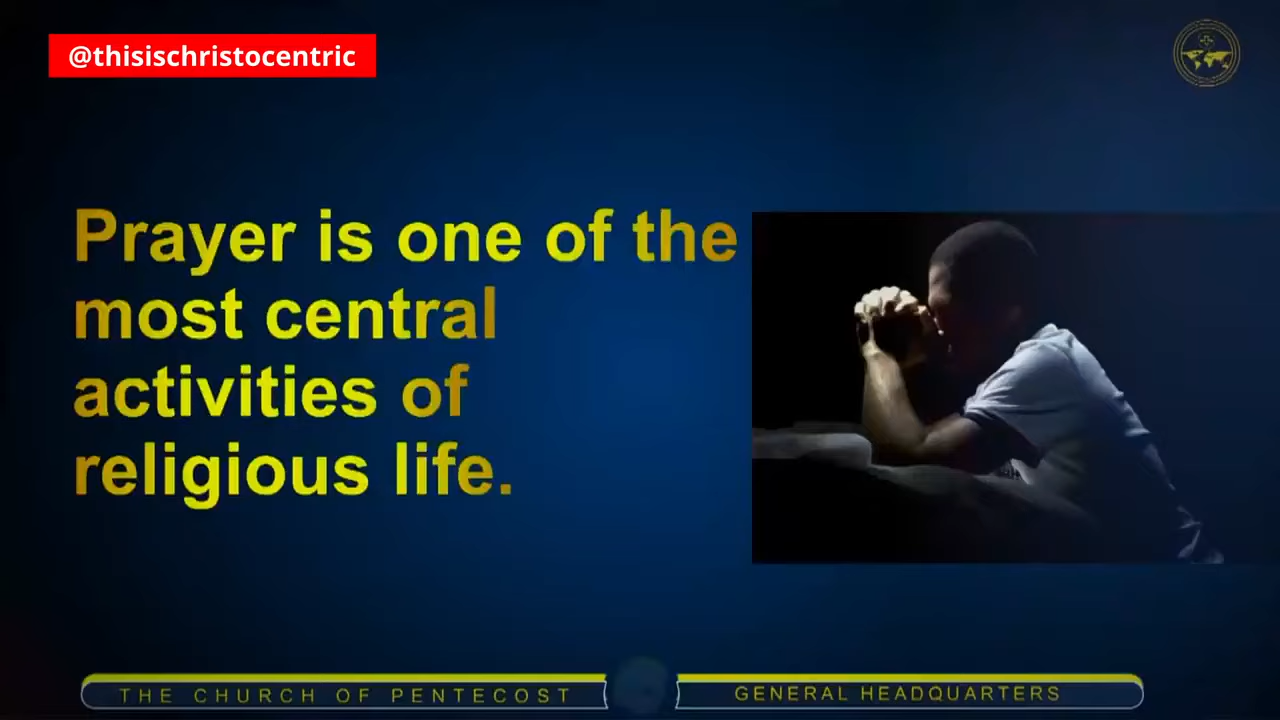 @thisischristocentric
Prayer is one of the
most central
activities of
religious life.
THE CHURCH OF PENTECOST
GENERAL HEADQUARTERS